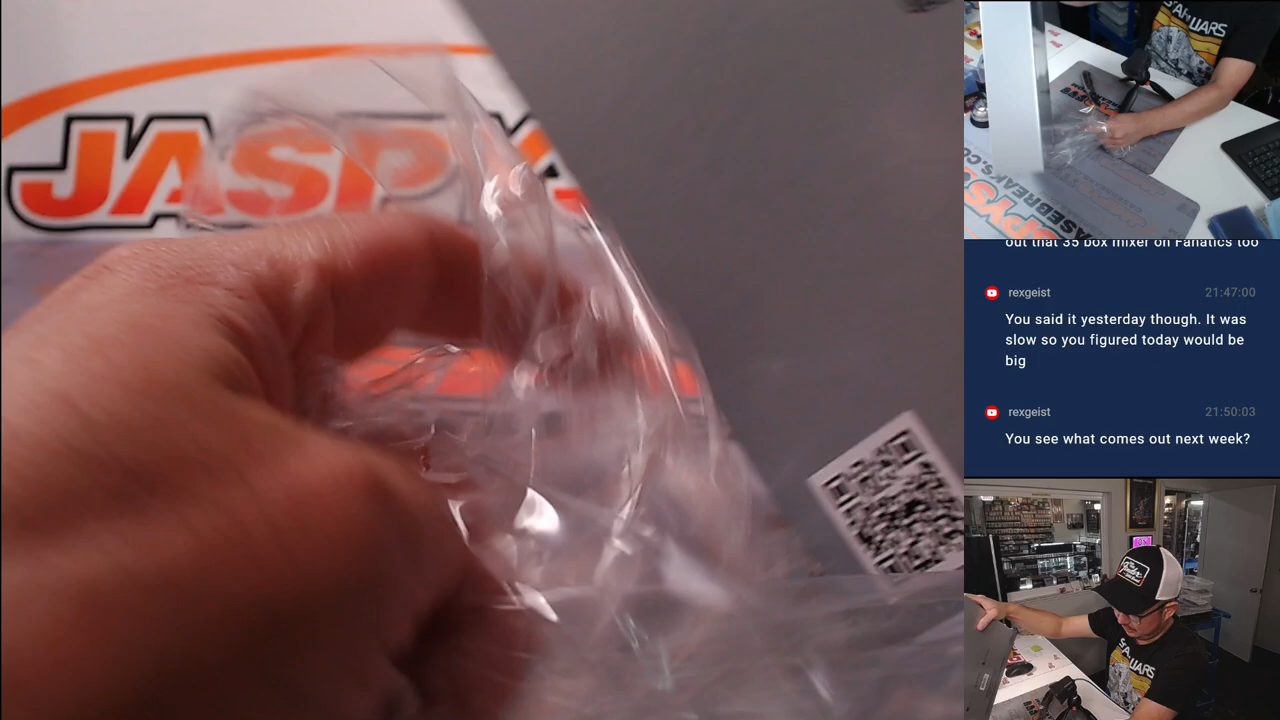 JASPY
out that 35 box mixer on Fanatics too
rexgeist 21:47:00
You said it yesterday though. It was
slow so you figured today would be
big
rexgeist 21:50:03
You see what comes out next week?